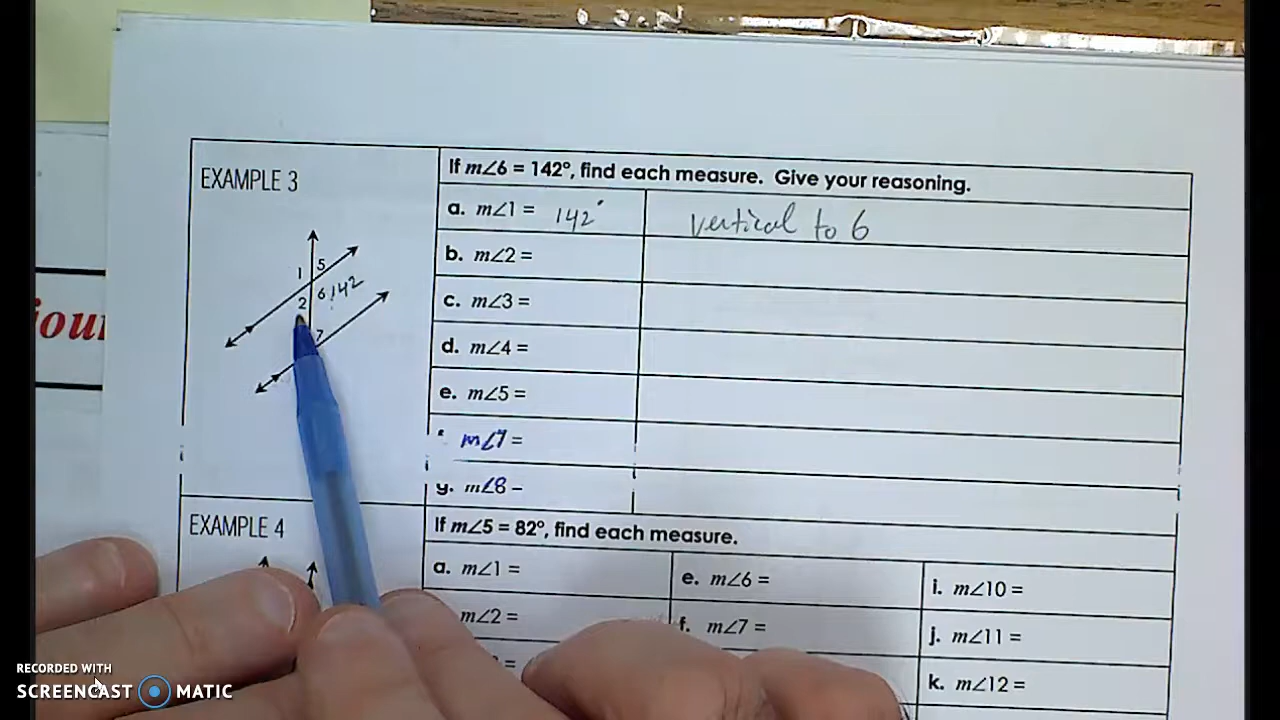 EXAMPLE 3
If m∠6 = 142°, find each measure. Give your reasoning.
a. m∠1 = 142° vertical to 6
b. m∠2 =
c. m∠3 =
d. m∠4 =
e. m∠5 =
m∠7 =
m∠8 =
1 5
2 6 142
7
EXAMPLE 4
If m∠5 = 82°, find each measure.
a. m∠1 = e. m∠6 = i. m∠10 =
m∠2 = f. m∠7 = j. m∠11 =
= k. m∠12 =
RECORDED WITH
SCREENCAST MATIC